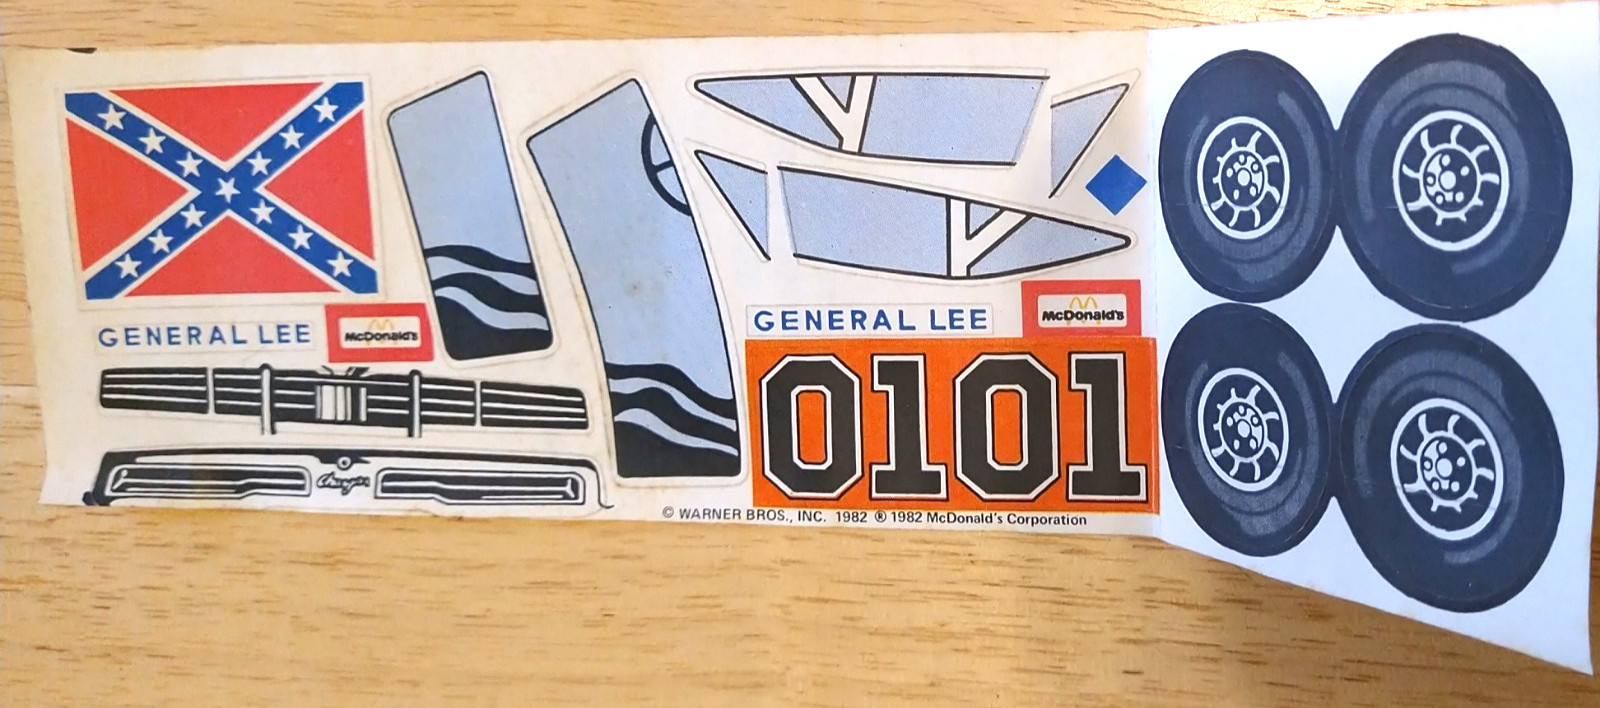 GENERAL LEE
McDonald's
Charger
GENERAL LEE
McDonald's
0101
© WARNER BROS., INC. 1982 ® 1982 McDonald's Corporation